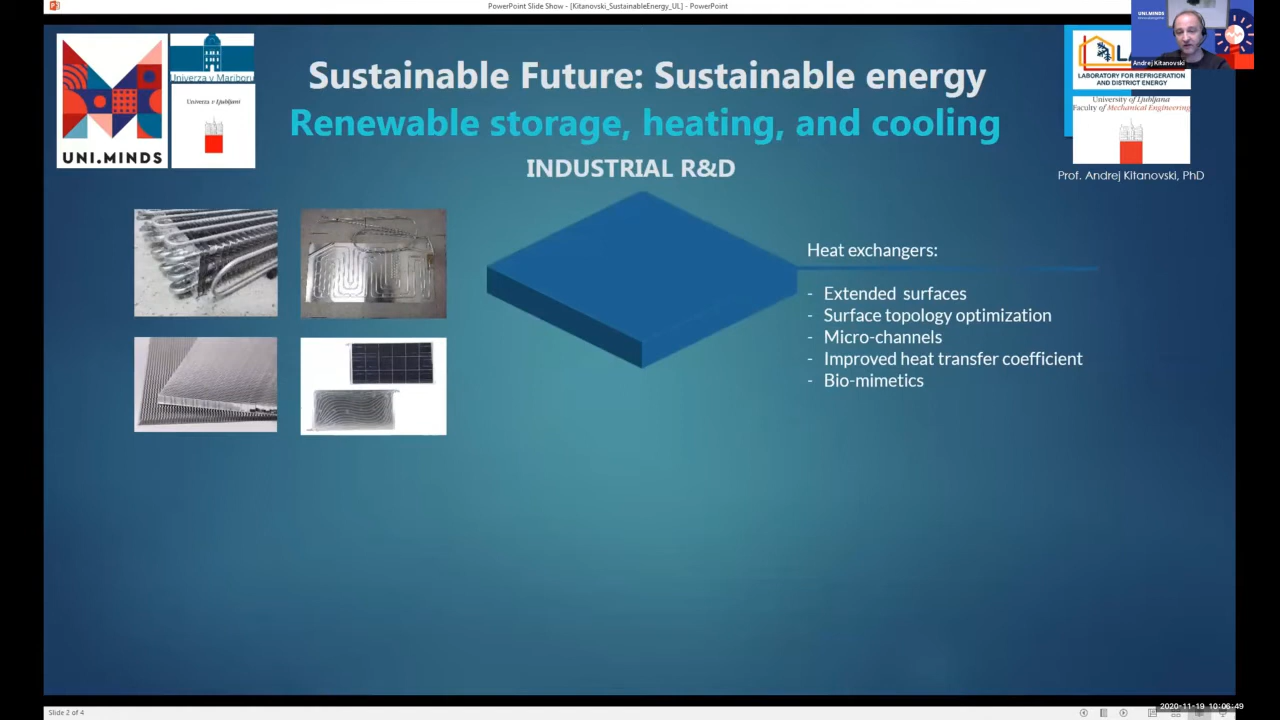 PowerPoint Slide Show - [Kitanovski_SustainableEnergy_UL] - PowerPoint
UNI.MINDS
Andrej Kitanovski
UNI.MINDS
Univerza v Mariboru
Univerza v Ljubljani
Sustainable Future: Sustainable energy
Renewable storage, heating, and cooling
INDUSTRIAL R&D
LABORATORY FOR REFRIGERATION
AND DISTRICT ENERGY
University of Ljubljana
Faculty of Mechanical Engineering
Prof. Andrej Kitanovski, PhD
Heat exchangers:
- Extended surfaces
- Surface topology optimization
- Micro-channels
- Improved heat transfer coefficient
- Bio-mimetics
Slide 2 of 4
2020-11-19 10:06:49